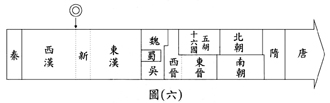 ◎
秦
西漢
新
東漢
魏
蜀
吳
西晉
十六國
五胡
東晉
北朝
南朝
隋
唐
圖(六)